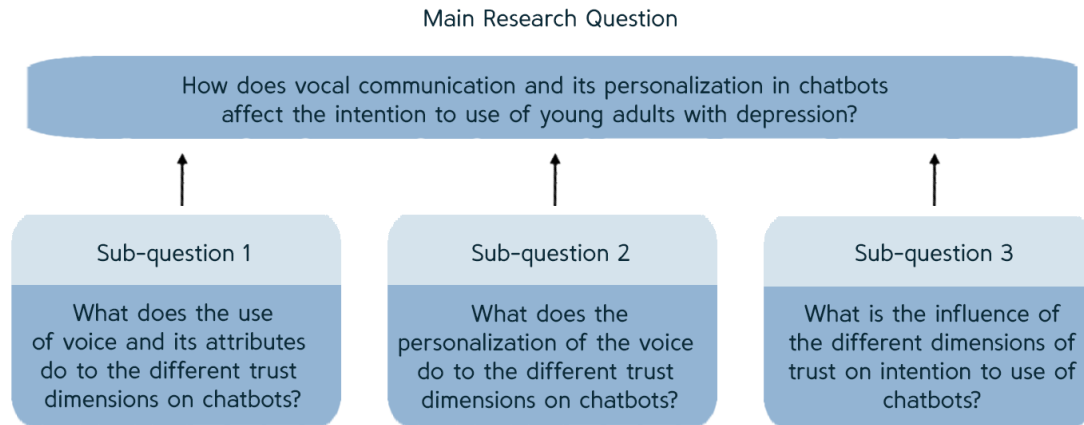 Main Research Question
How does vocal communication and its personalization in chatbots
affect the intention to use of young adults with depression?
Sub-question 1
What does the use
of voice and its attributes
do to the different trust
dimensions on chatbots?
Sub-question 2
What does the
personalization of the voice
do to the different trust
dimensions on chatbots?
Sub-question 3
What is the influence of
the different dimensions of
trust on intention to use of
chatbots?